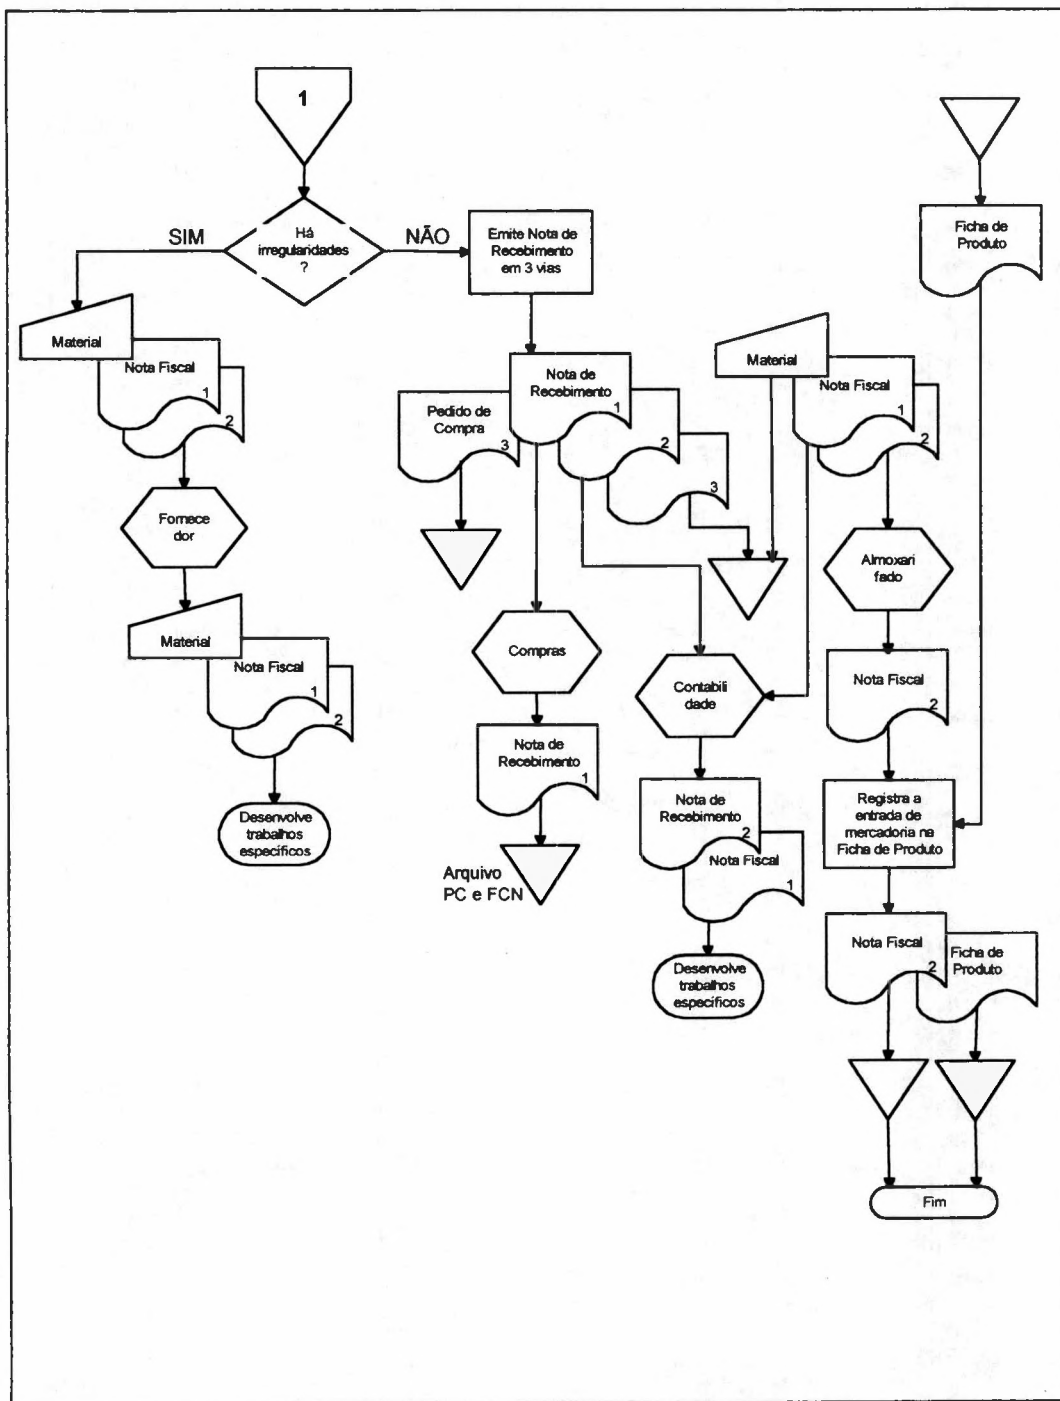 1
Há
irregularidades
?
SIM
NÃO
Emite Nota de
Recebimento
em 3 vias
Ficha de
Produto
Material
Nota Fiscal
1
2
Fornece
dor
Material
Nota Fiscal
1
2
Desenvolve
trabalhos
específicos
Pedido de
Compra
3
Nota de
Recebimento
1
2
3
Compras
Nota de
Recebimento
1
Arquivo
PC e FCN
Material
Nota Fiscal
1
2
Contabili
dade
Nota de
Recebimento
2
Nota Fiscal
1
Desenvolve
trabalhos
específicos
Almoxari
fado
Nota Fiscal
2
Registra a
entrada de
mercadoria na
Ficha de Produto
Nota Fiscal
2
Ficha de
Produto
Fim